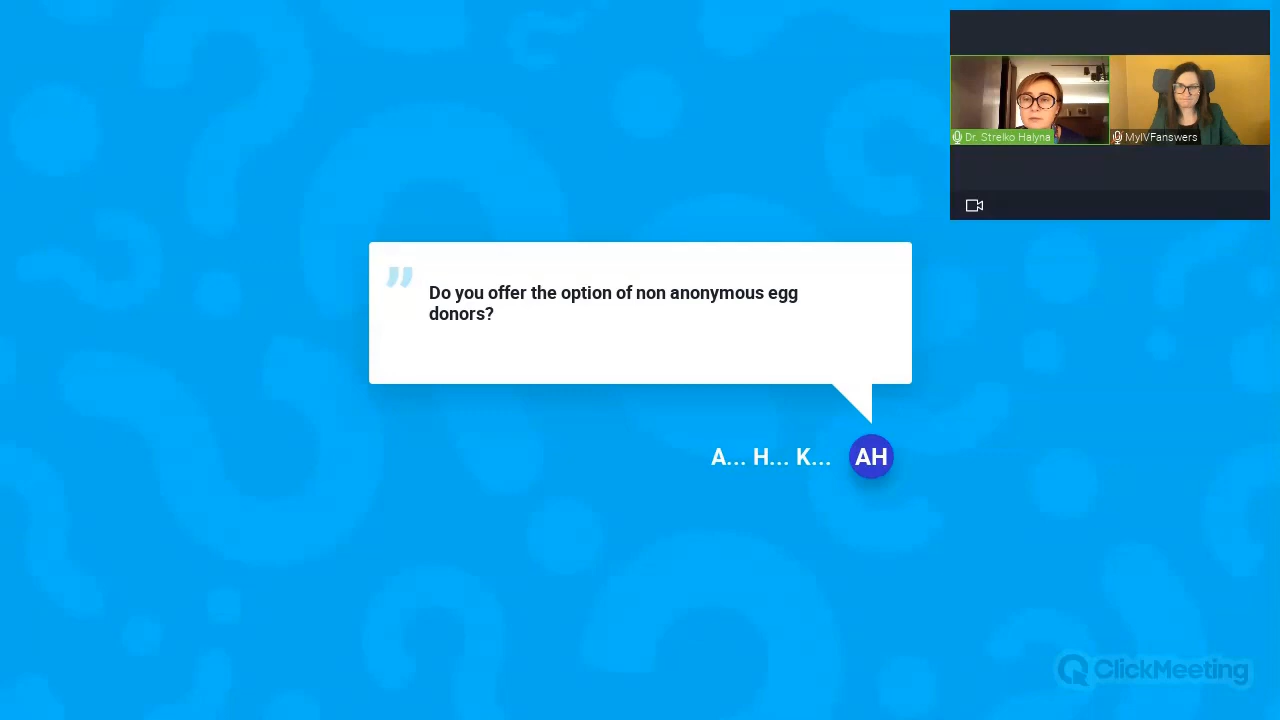 Dr. Strelko Halyna
MyIVFanswers
Do you offer the option of non anonymous egg
donors?
A... H... K...
AH
ClickMeeting